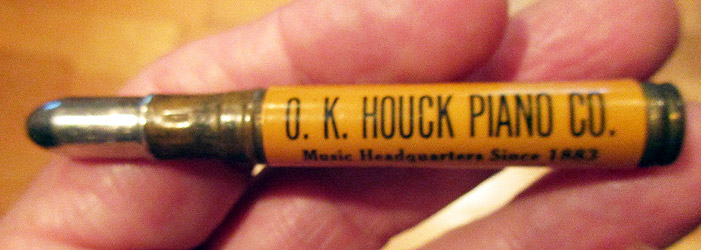 O. K. HOUCK PIANO CO.
Music Headquarters Since 1883